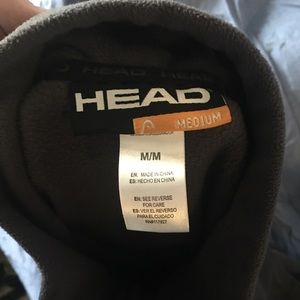 HEAD
HEAD
MEDIUM
M/M
EN: MADE IN CHINA
ES: HECHO EN CHINA
EN: SEE REVERSE
FOR CARE
ES: VER EL REVERSO
PARA EL CUIDADO